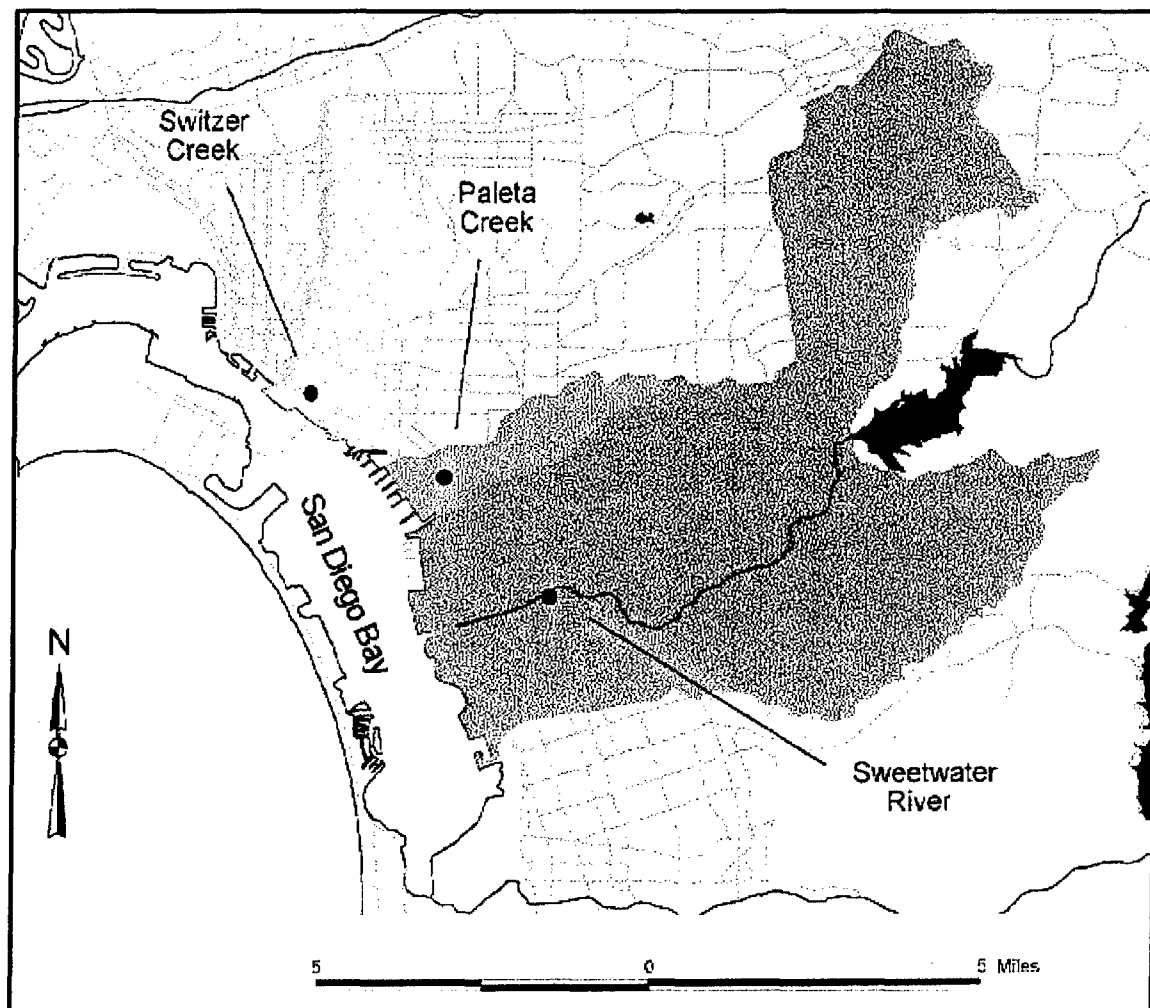 Switzer
Creek
Paleta
Creek
San Diego Bay
N
Sweetwater
River
5 0 5 Miles